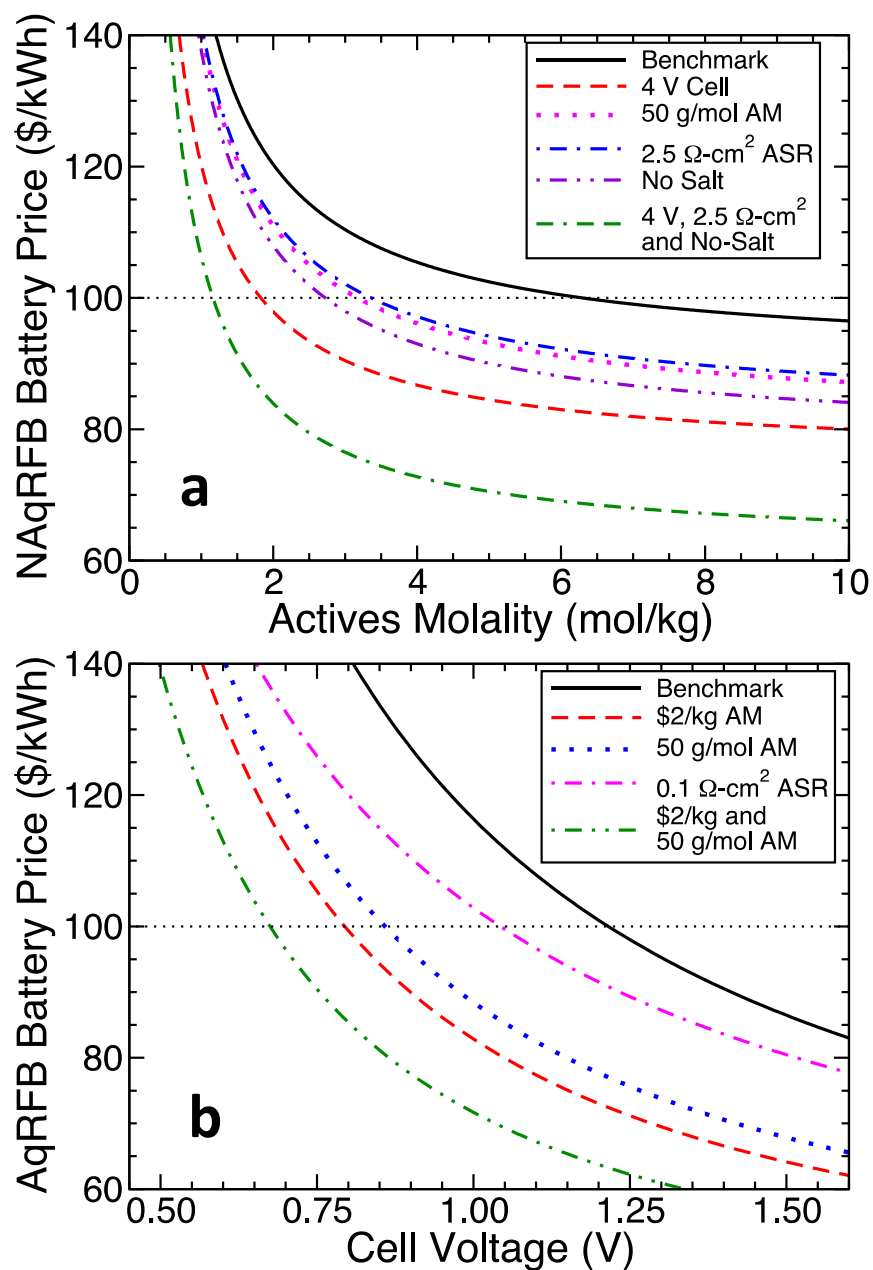 140
120
100
80
60
NAqRFB Battery Price ($/kWh)
Benchmark
4 V Cell
50 g/mol AM
2.5 Ω-cm² ASR
No Salt
4 V, 2.5 Ω-cm²
and No-Salt
a
0 2 4 6 8 10
Actives Molality (mol/kg)
140
120
100
80
60
AqRFB Battery Price ($/kWh)
Benchmark
$2/kg AM
50 g/mol AM
0.1 Ω-cm² ASR
$2/kg and
50 g/mol AM
b
0.50 0.75 1.00 1.25 1.50
Cell Voltage (V)